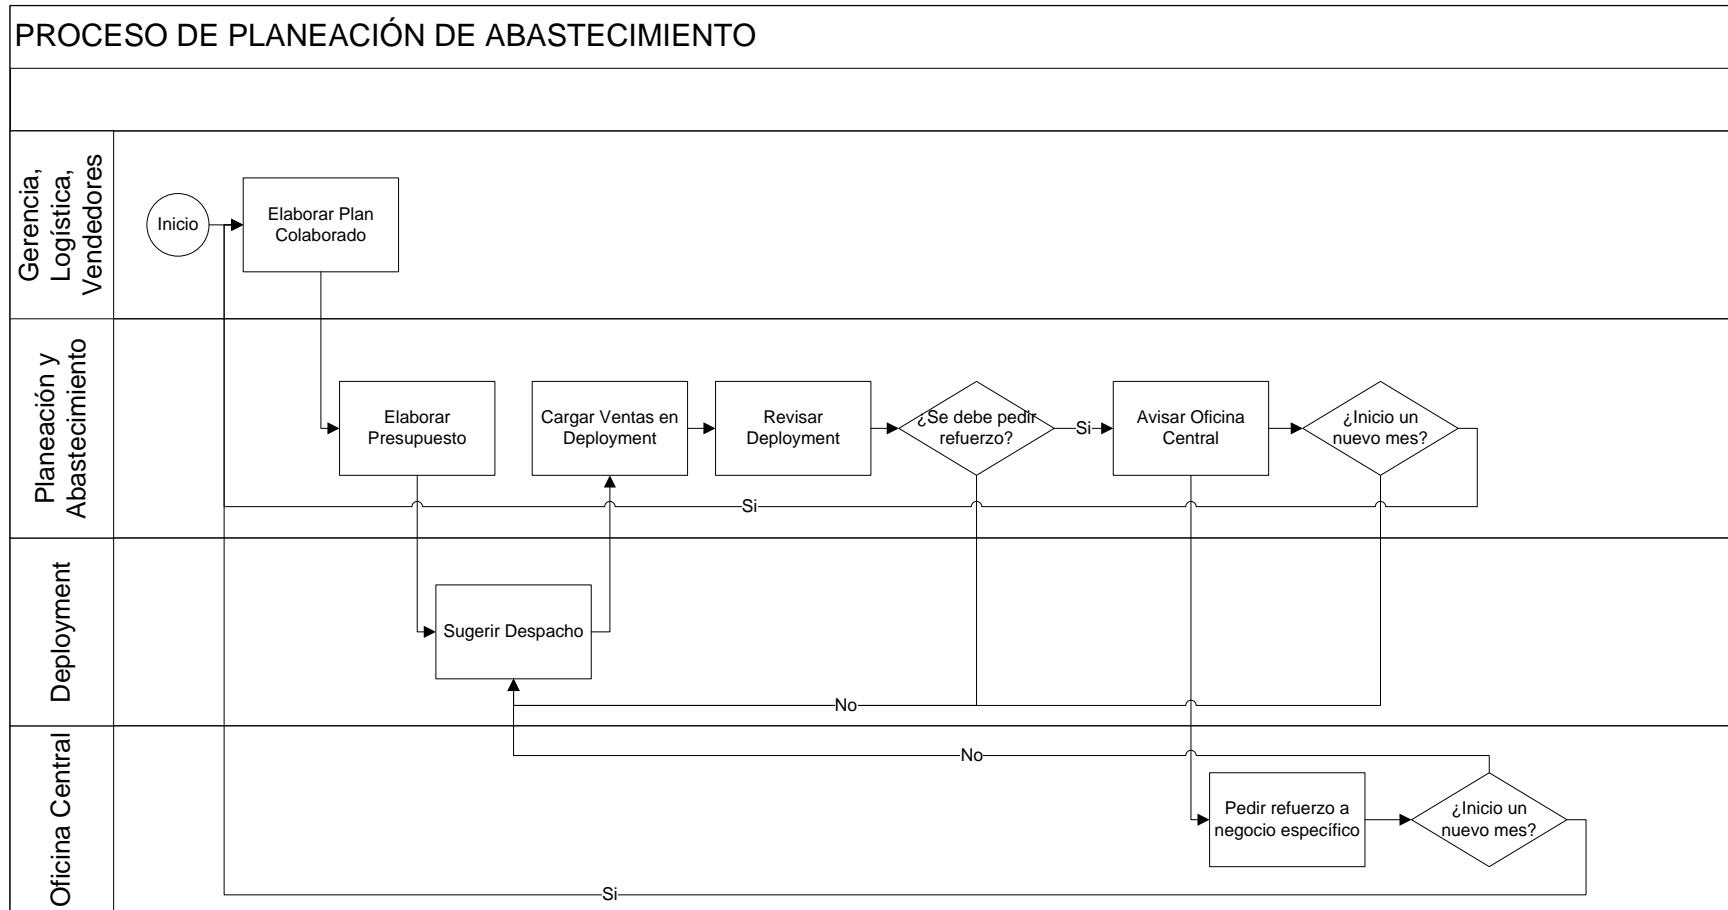 PROCESO DE PLANEACIÓN DE ABASTECIMIENTO
Gerencia,
Logística,
Vendedores
Inicio
Elaborar Plan
Colaborado
Planeación y
Abastecimiento
Elaborar
Presupuesto
Cargar Ventas en
Deployment
Revisar
Deployment
¿Se debe pedir
refuerzo?
Si
Avisar Oficina
Central
¿Inicio un
nuevo mes?
Si
Deployment
Sugerir Despacho
No
Oficina Central
No
Pedir refuerzo a
negocio específico
¿Inicio un
nuevo mes?
Si